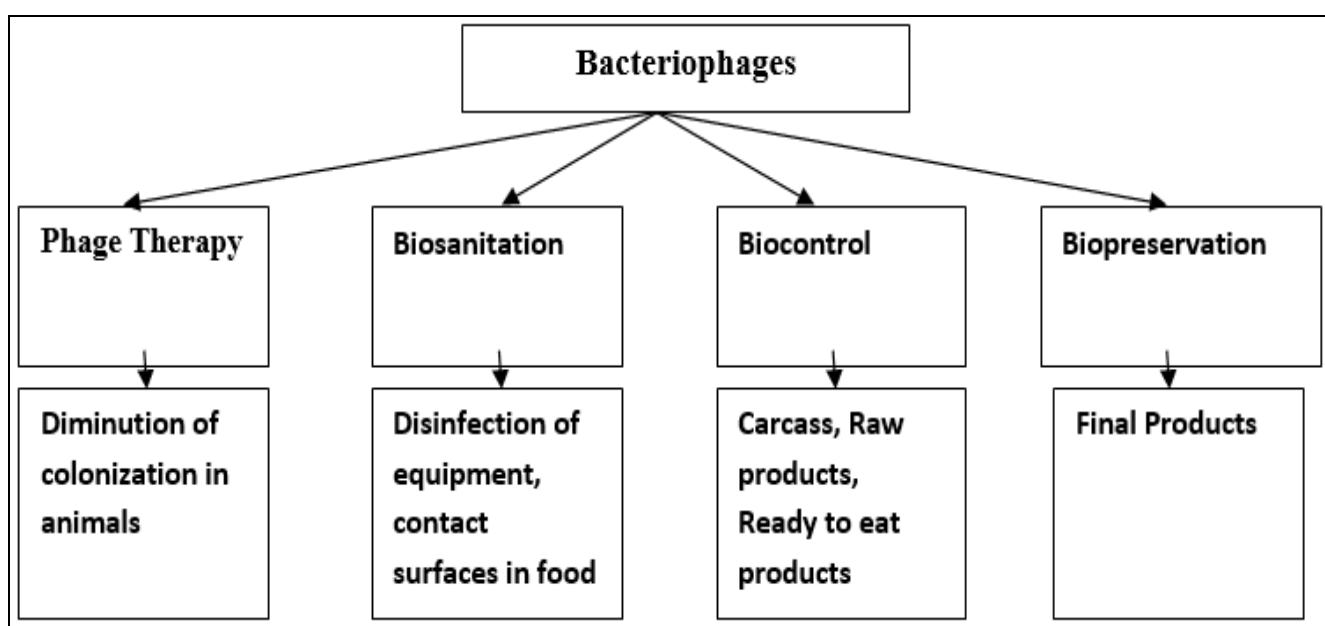 Bacteriophages
Phage Therapy
Biosanitation
Biocontrol
Biopreservation
Diminution of
colonization in
animals
Disinfection of
equipment,
contact
surfaces in food
Carcass, Raw
products,
Ready to eat
products
Final Products